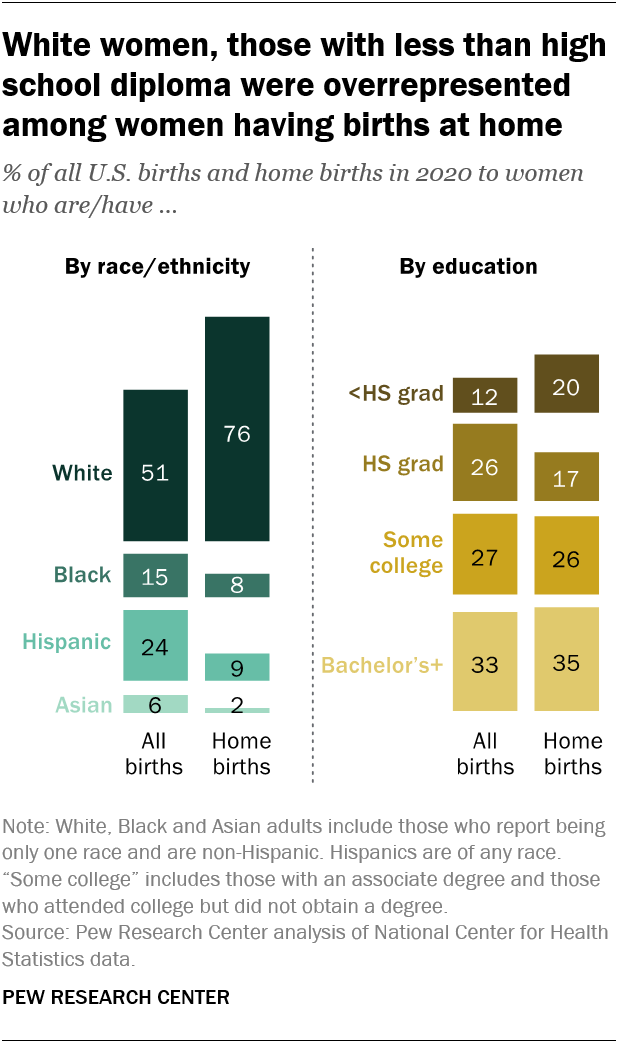 White women, those with less than high
school diploma were overrepresented
among women having births at home
% of all U.S. births and home births in 2020 to women
who are/have ...
By race/ethnicity
White
51
76
Black
15
8
Hispanic
24
9
Asian
6
2
All
births
Home
births
By education
<HS grad
12
20
HS grad
26
17
Some
college
27
26
Bachelor's+
33
35
All
births
Home
births
Note: White, Black and Asian adults include those who report being
only one race and are non-Hispanic. Hispanics are of any race.
“Some college” includes those with an associate degree and those
who attended college but did not obtain a degree.
Source: Pew Research Center analysis of National Center for Health
Statistics data.
PEW RESEARCH CENTER